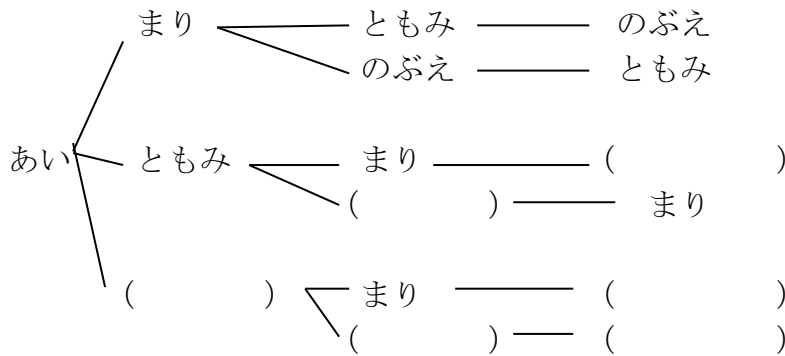 まり ともみ のぶえ
のぶえ ともみ
あい ともみ まり (　　　　)
(　　　　) まり
(　　　　) まり (　　　　)
(　　　　) (　　　　)